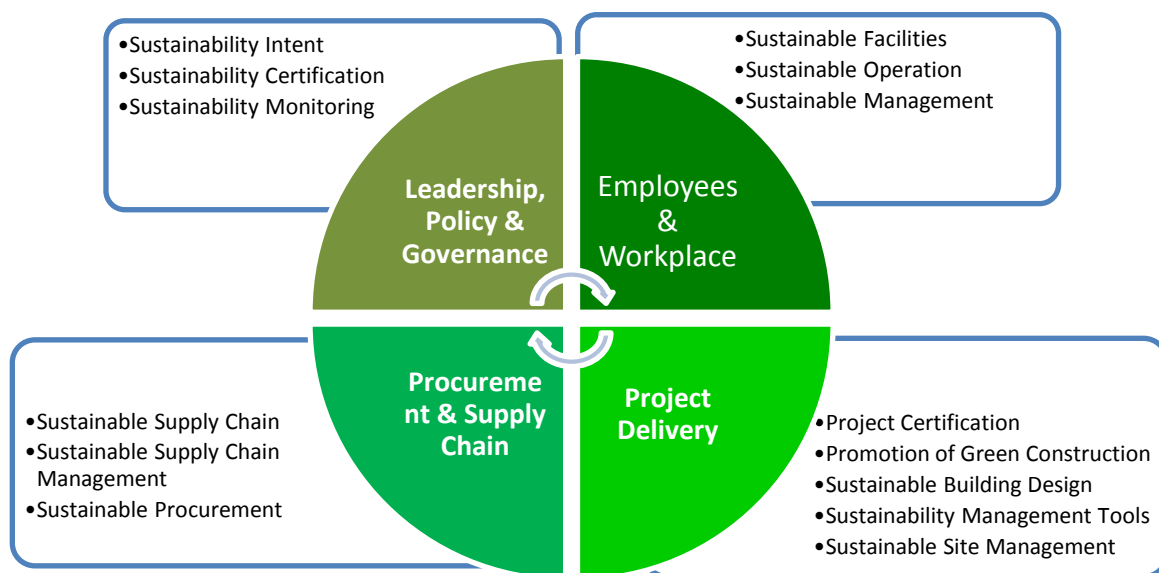 •Sustainability Intent
•Sustainability Certification
•Sustainability Monitoring
•Sustainable Facilities
•Sustainable Operation
•Sustainable Management
Leadership,
Policy &
Governance
Employees
&
Workplace
Procureme
nt & Supply
Chain
Project
Delivery
•Sustainable Supply Chain
•Sustainable Supply Chain
Management
•Sustainable Procurement
•Project Certification
•Promotion of Green Construction
•Sustainable Building Design
•Sustainability Management Tools
•Sustainable Site Management